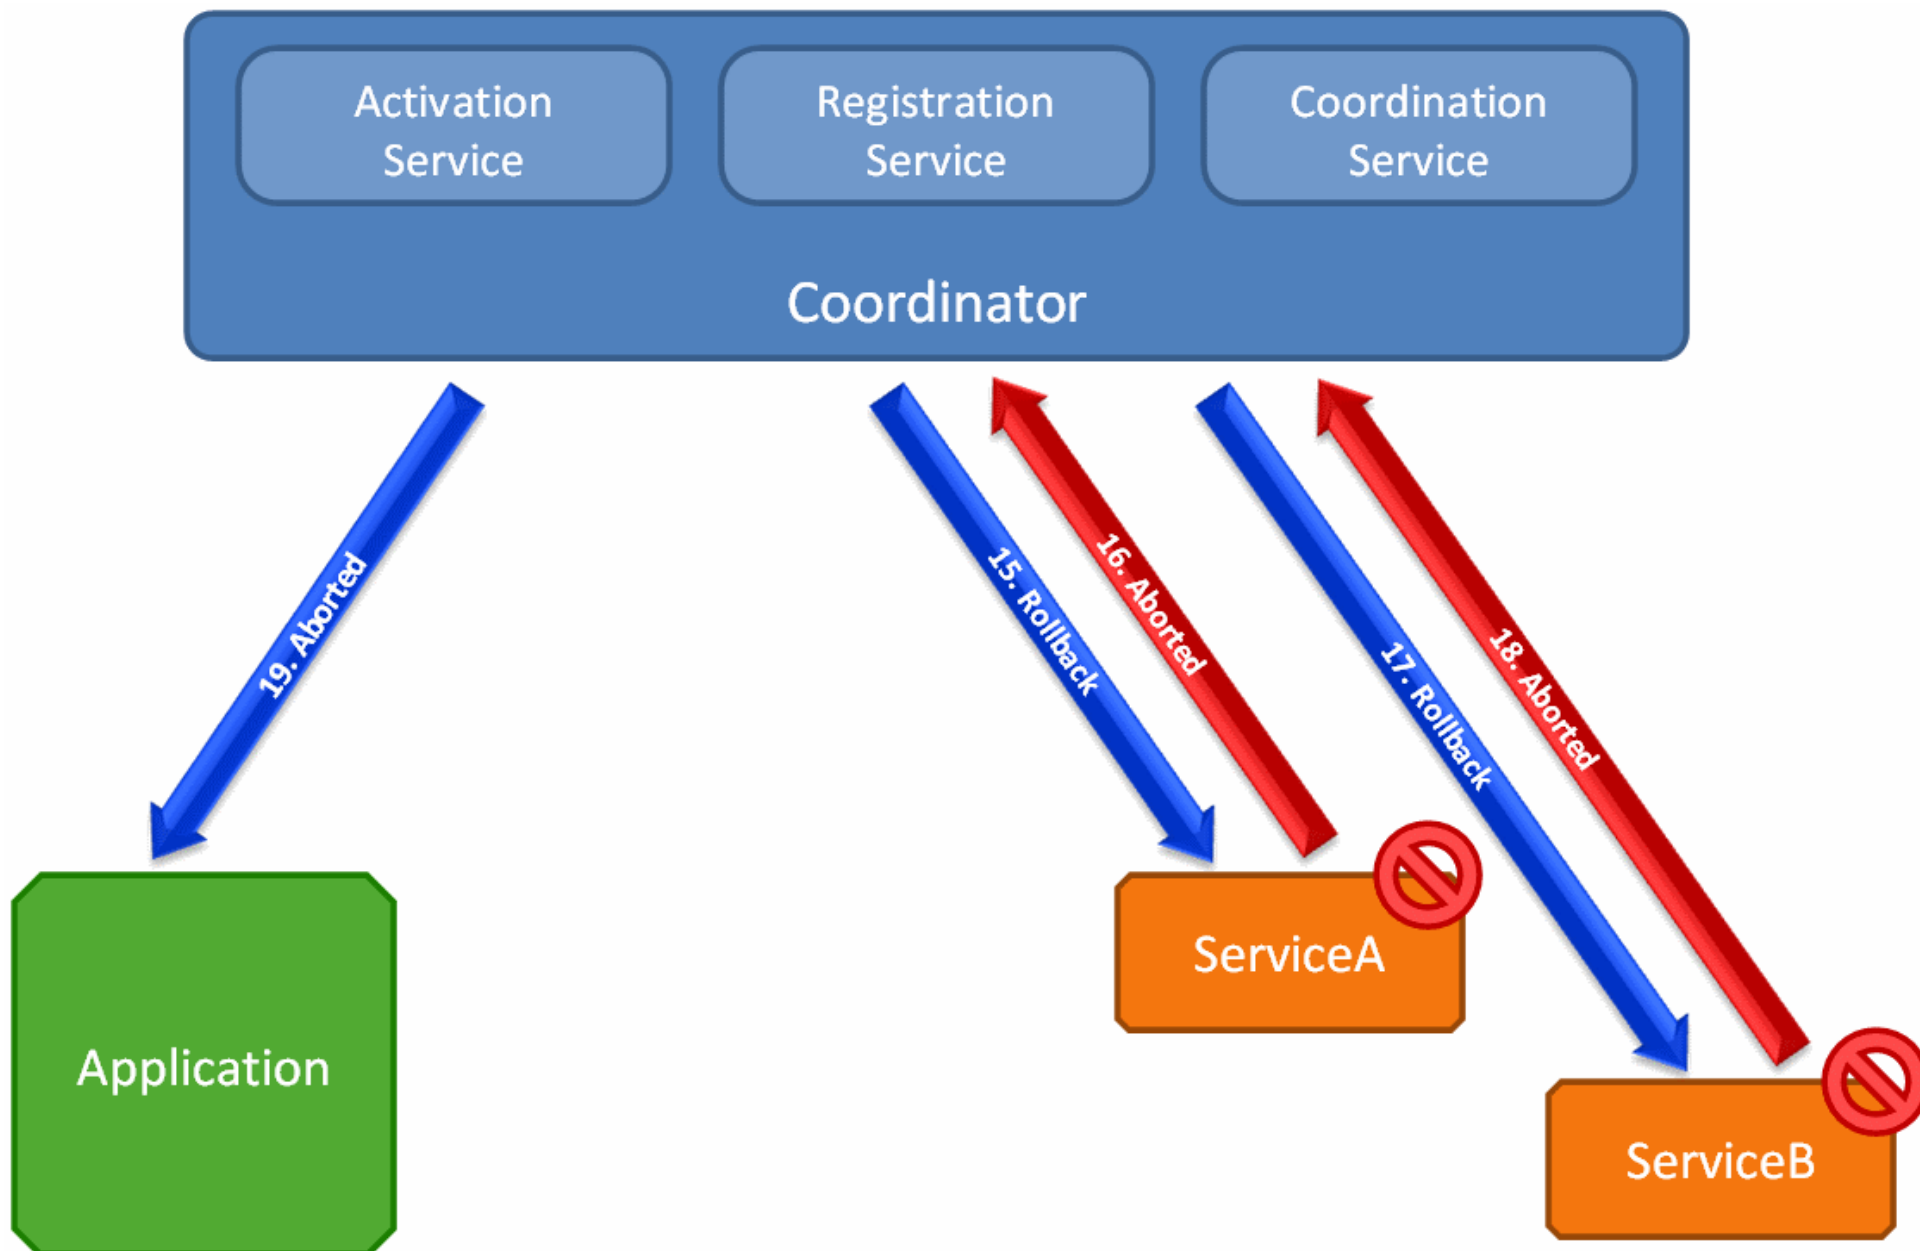 Activation
Service
Registration
Service
Coordination
Service
Coordinator
19. Aborted
15. Rollback
16. Aborted
17. Rollback
18. Aborted
ServiceA
Application
ServiceB